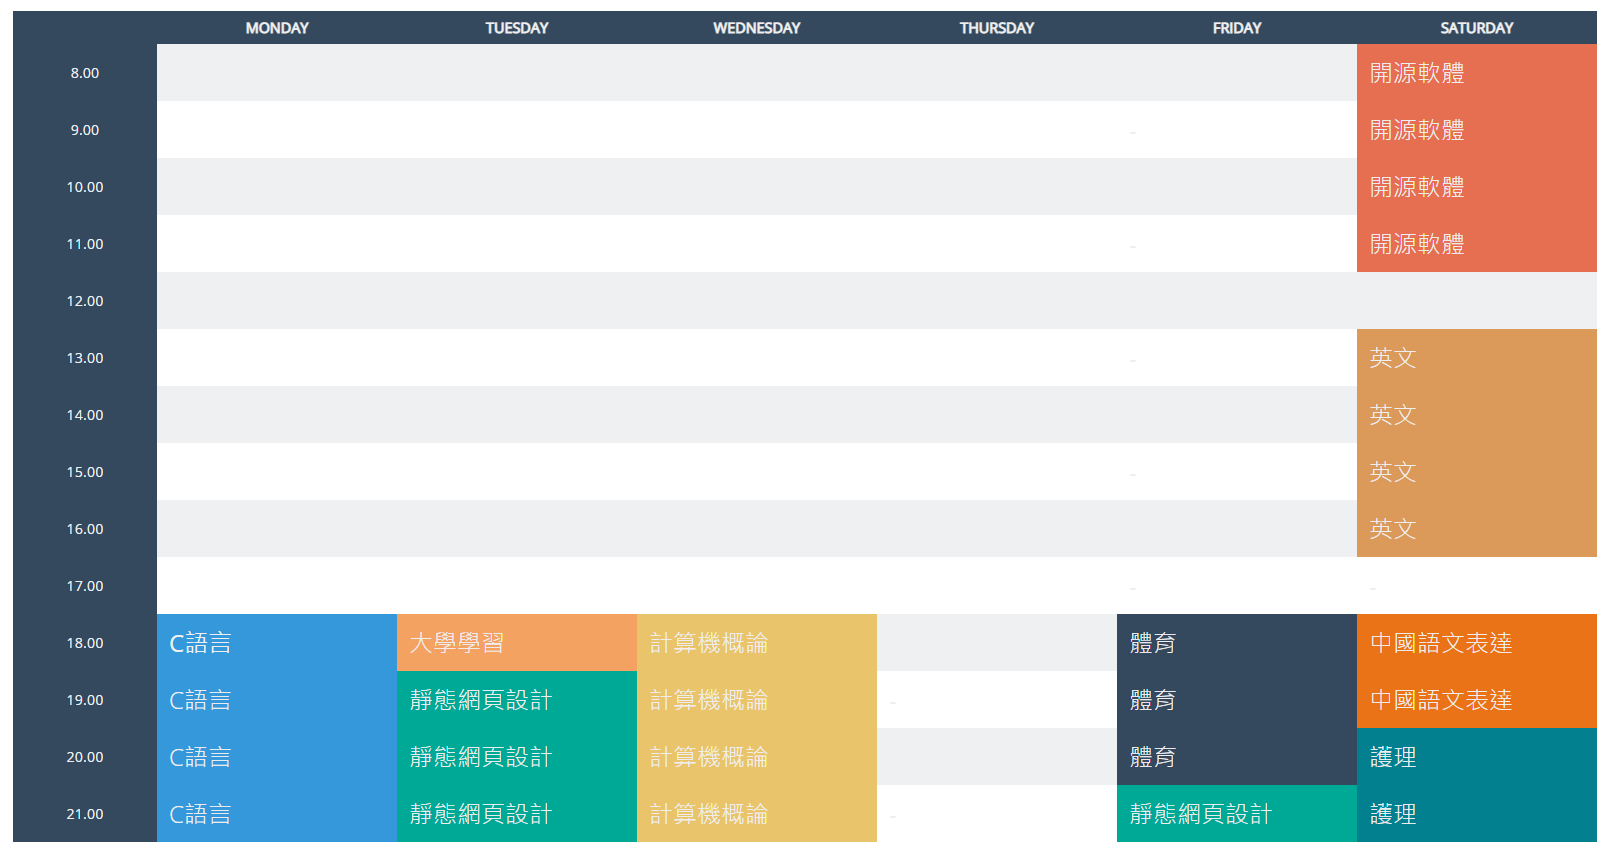 MONDAY TUESDAY WEDNESDAY THURSDAY FRIDAY SATURDAY
8.00 開源軟體
9.00 - 開源軟體
10.00 開源軟體
11.00 - 開源軟體
12.00
13.00 - 英文
14.00 英文
15.00 - 英文
16.00 英文
17.00 - -
18.00 C語言 大學學習 計算機概論 體育 中國語文表達
19.00 C語言 靜態網頁設計 計算機概論 - 體育 中國語文表達
20.00 C語言 靜態網頁設計 計算機概論 體育 護理
21.00 C語言 靜態網頁設計 計算機概論 - 靜態網頁設計 護理